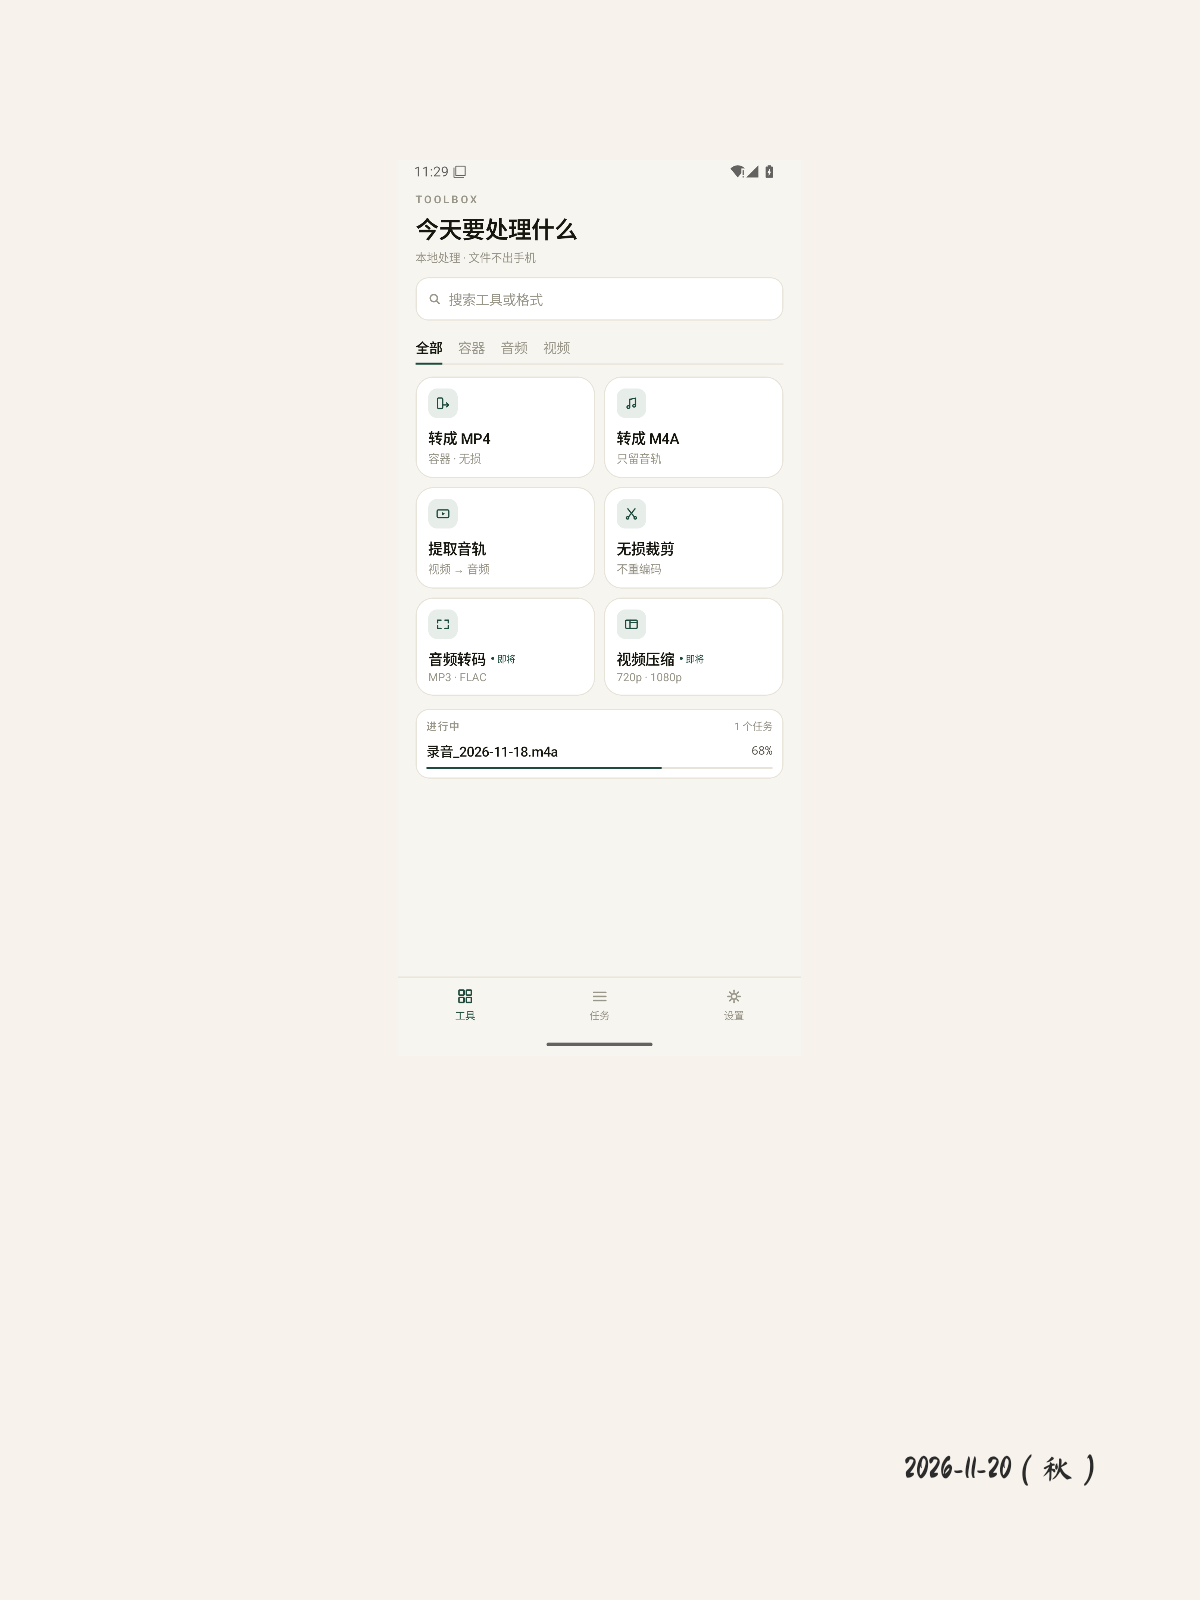 11:29
TOOLBOX
今天要处理什么
本地处理 · 文件不出手机
搜索工具或格式
全部 容器 音频 视频
转成 MP4
容器 · 无损
转成 M4A
只留音轨
提取音轨
视频 → 音频
无损裁剪
不重编码
音频转码 • 即将
MP3 · FLAC
视频压缩 • 即将
720p · 1080p
进行中 1 个任务
录音_2026-11-18.m4a 68%
工具 任务 设置
2026-11-20 ( 秋 )